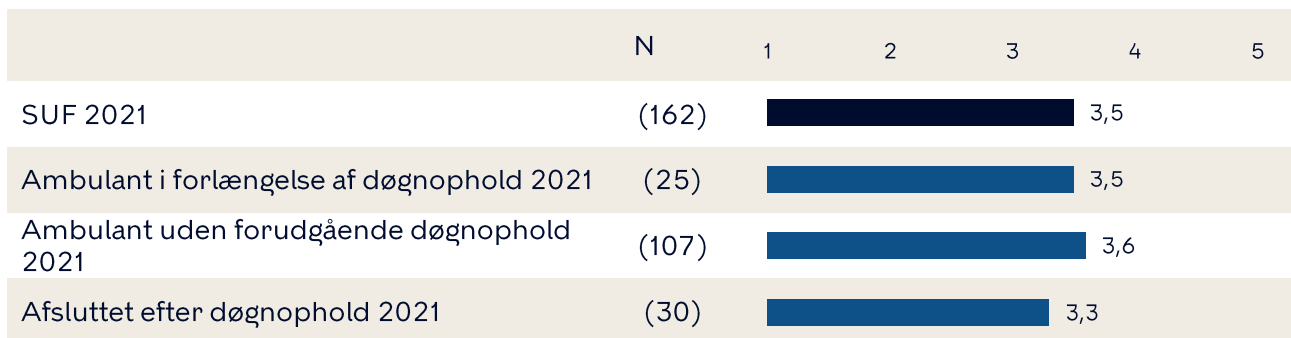 N 1 2 3 4 5
SUF 2021 (162) 3,5
Ambulant i forlængelse af døgnophold 2021 (25) 3,5
Ambulant uden forudgående døgnophold
2021 (107) 3,6
Afsluttet efter døgnophold 2021 (30) 3,3